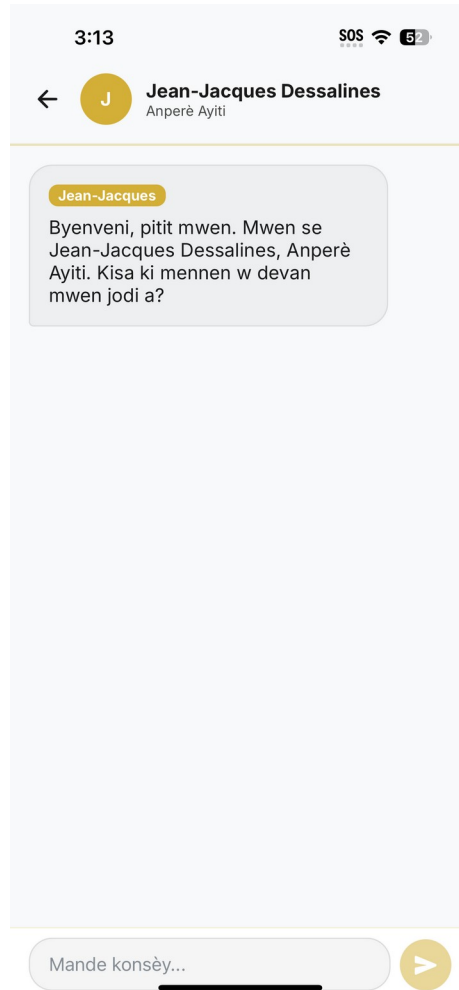 3:13
SOS
52
J
Jean-Jacques Dessalines
Anperè Ayiti
Jean-Jacques
Byenveni, pitit mwen. Mwen se
Jean-Jacques Dessalines, Anperè
Ayiti. Kisa ki mennen w devan
mwen jodi a?
Mande konsèy...